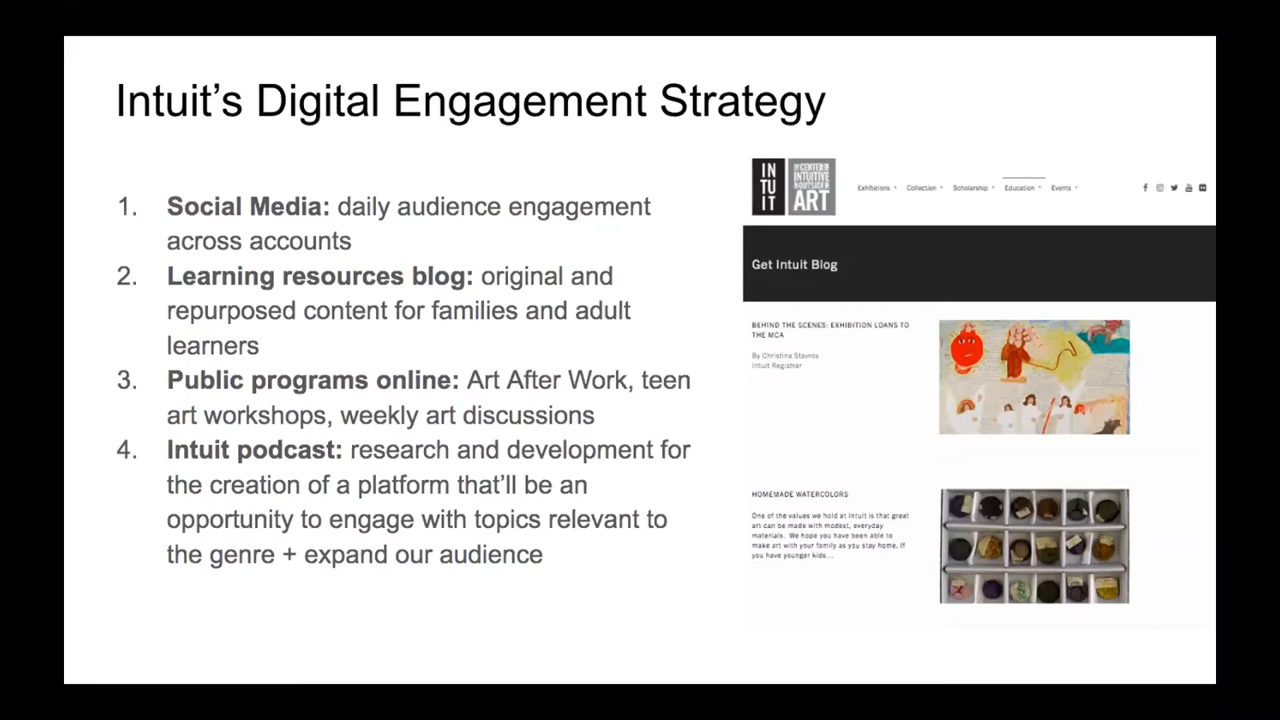 Intuit’s Digital Engagement Strategy
1. Social Media: daily audience engagement
across accounts
2. Learning resources blog: original and
repurposed content for families and adult
learners
3. Public programs online: Art After Work, teen
art workshops, weekly art discussions
4. Intuit podcast: research and development for
the creation of a platform that’ll be an
opportunity to engage with topics relevant to
the genre + expand our audience
IN
TU
IT
THE CENTER OF
INTUITIVE
AND OUTSIDER
ART
Exhibitions Collection Scholarship Education Events
Get Intuit Blog
BEHIND THE SCENES: EXHIBITION LOANS TO
THE MCA
By Christina Stavros
Intuit Registrar
HOMEMADE WATERCOLORS
One of the values we hold at Intuit is that great
art can be made with modest, everyday
materials. We hope you have been able to
make art with your family as you stay home. If
you have younger kids...